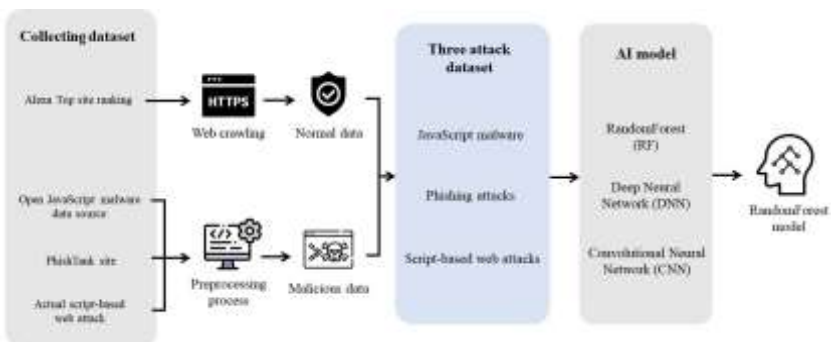 Collecting dataset
Alexa Top site ranking
Open JavaScript malware
data source
PhishTank site
Actual script-based
web attack
HTTPS
Web crawling
Normal data
Preprocessing
process
Malicious data
Three attack
dataset
JavaScript malware
Phishing attacks
Script-based web attacks
AI model
RandomForest
(RF)
Deep Neural
Network (DNN)
Convolutional Neural
Network (CNN)
RandomForest
model